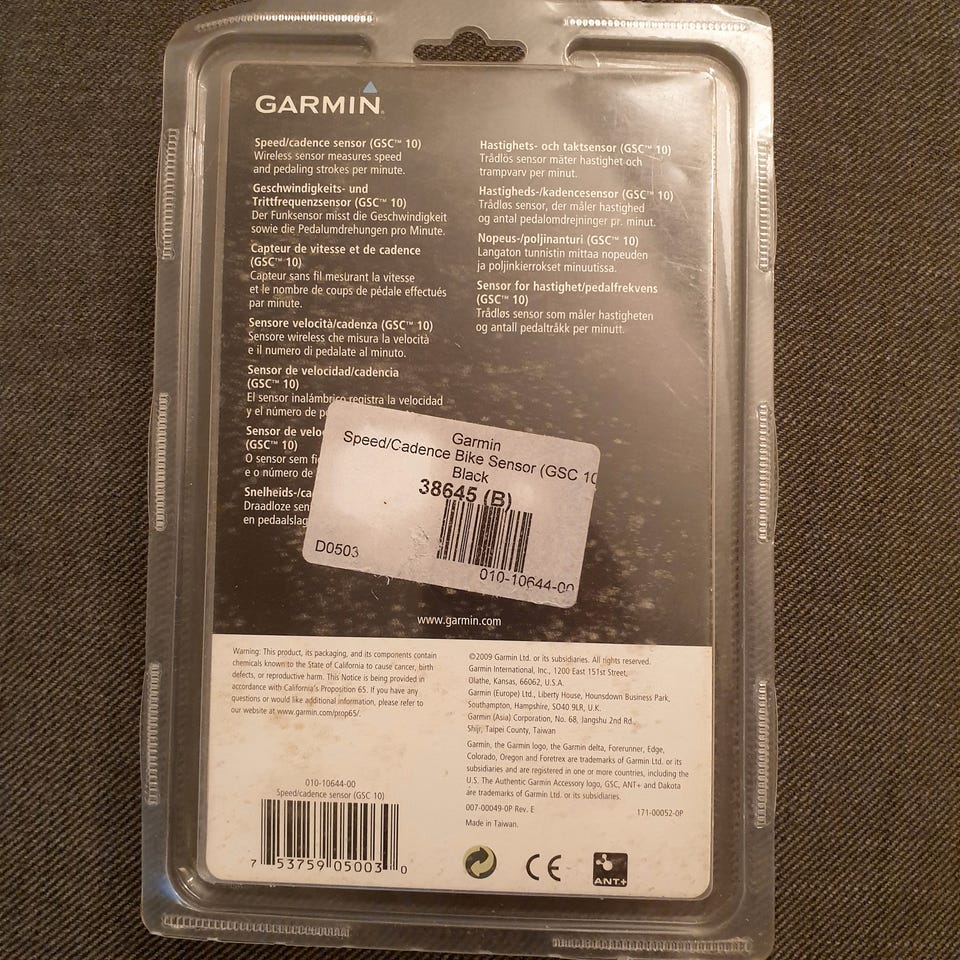 GARMIN
Speed/cadence sensor (GSC™ 10)
Wireless sensor measures speed
and pedaling strokes per minute.
Geschwindigkeits- und
Trittfrequenzsensor (GSC™ 10)
Der Funksensor misst die Geschwindigkeit
sowie die Pedalumdrehungen pro Minute.
Capteur de vitesse et de cadence
(GSC™ 10)
Capteur sans fil mesurant la vitesse
et le nombre de coups de pédale effectués
par minute.
Sensore velocità/cadenza (GSC™ 10)
Sensore wireless che misura la velocità
e il numero di pedalate al minuto.
Sensor de velocidad/cadencia
(GSC™ 10)
El sensor inalámbrico registra la velocidad
y el número de
Sensor de
(GSC™ 10)
O sensor sem
e o número de
Draadloze
en
Hastighets- och taktsensor (GSC™ 10)
Trådlös sensor mäter hastighet och
trampvarv per minut.
Hastigheds-/kadencesensor (GSC™ 10)
Trådløs sensor, der måler hastighed
og antal pedalomdrejninger pr. minut.
Nopeus-/poljinanturi (GSC™ 10)
Langaton tunnistin mittaa nopeuden
ja poljinkierrokset minuutissa.
Sensor for hastighet/pedalfrekvens
(GSC™ 10)
Trådløs sensor som måler hastigheten
og antall pedaltråkk per minutt.
Garmin
Speed/Cadence Bike Sensor (GSC 10
Black
38645 (B)
D0503
010-10644-00
www.garmin.com
Warning: This product, its packaging, and its components contain
chemicals known to the State of California to cause cancer, birth
defects, or reproductive harm. This Notice is being provided in
accordance with California's Proposition 65. If you have any
questions or would like additional information, please refer to
our website at www.garmin.com/prop65/.
010-10644-00
Speed/cadence sensor (GSC 10)
7 53759 05003 0
©2009 Garmin Ltd. or its subsidiaries. All rights reserved.
Garmin International, Inc., 1200 East 151st Street,
Olathe, Kansas, 66062, U.S.A.
Garmin (Europe) Ltd., Liberty House, Hounsdown Business Park,
Southampton, Hampshire, SO40 9LR, U.K.
Garmin (Asia) Corporation, No. 68, Jangshu 2nd Rd.,
Shijr, Taipei County, Taiwan
Garmin, the Garmin logo, the Garmin delta, Forerunner, Edge,
Colorado, Oregon and Foretrex are trademarks of Garmin Ltd. or its
subsidiaries and are registered in one or more countries, including the
U.S. The Authentic Garmin Accessory logo, GSC, ANT+ and Dakota
are trademarks of Garmin Ltd. or its subsidiaries.
007-00049-0P Rev. E
171-00052-0P
Made in Taiwan.
CE
ANT+